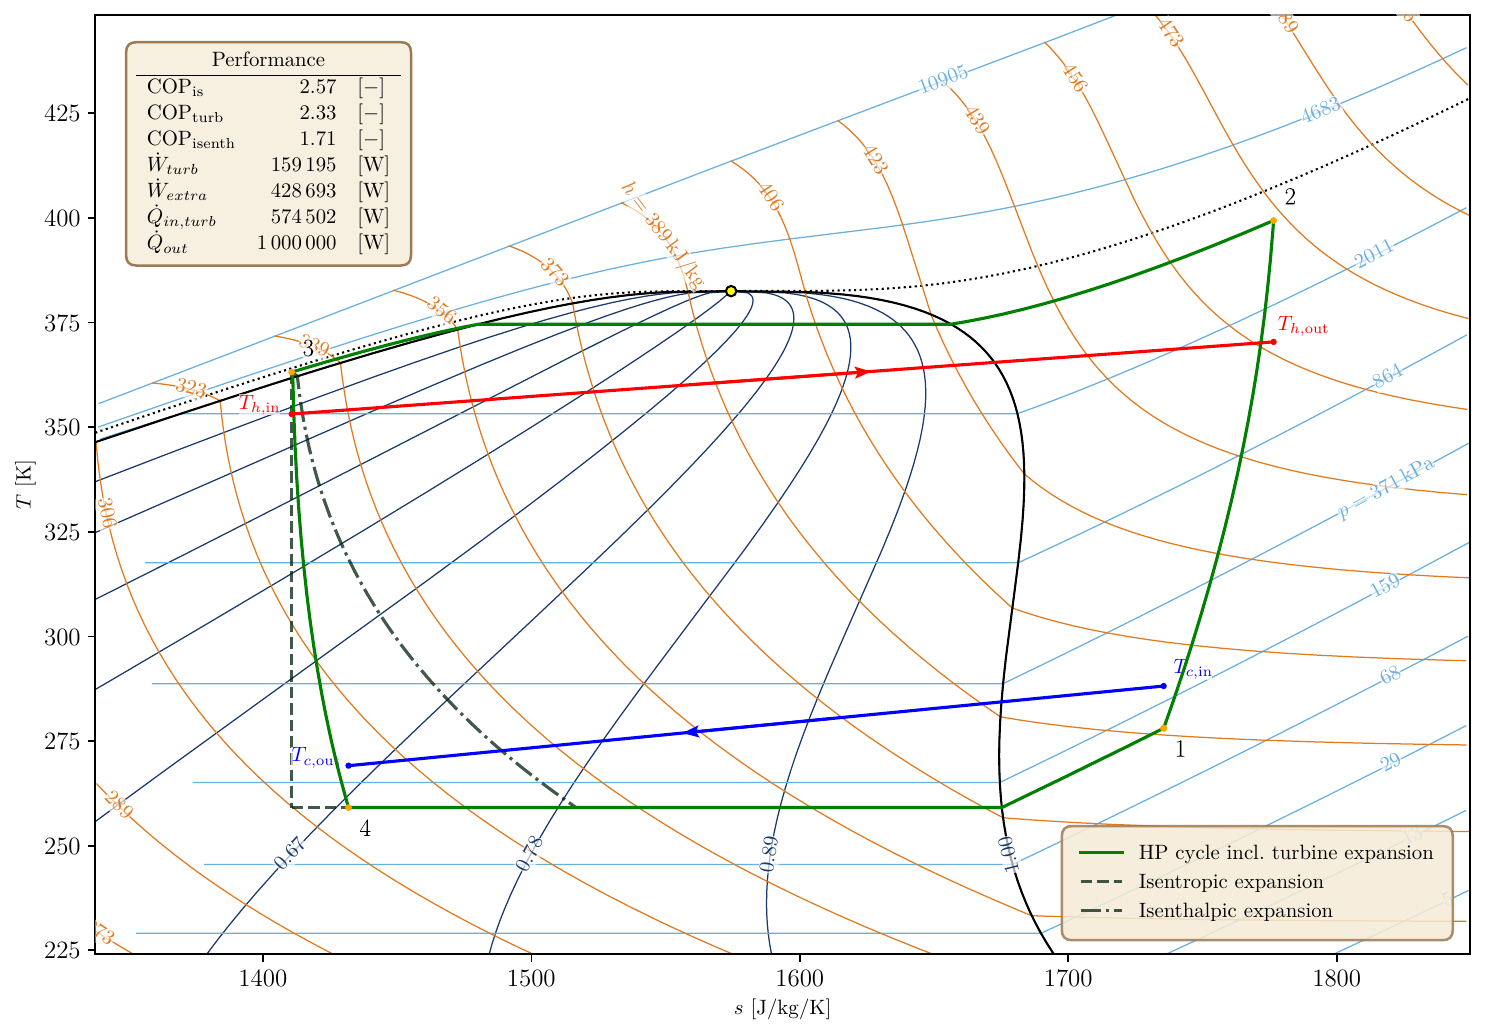 Performance
COP_is 2.57 [−]
COP_turb 2.33 [−]
COP_isenth 1.71 [−]
Ẇ_turb 159 195 [W]
Ẇ_extra 428 693 [W]
Q̇_in,turb 574 502 [W]
Q̇_out 1 000 000 [W]
425
400
375
350
325
300
275
250
225
T [K]
1400
1500
1600
1700
1800
s [J/kg/K]
473
456
439
423
406
h = 389 kJ/kg
373
356
339
323
306
289
10905
4683
2011
864
p = 371 kPa
159
68
29
0.67
0.78
0.89
1.00
2
3
1
4
T_h,out
T_h,in
T_c,in
T_c,ou
HP cycle incl. turbine expansion
Isentropic expansion
Isenthalpic expansion